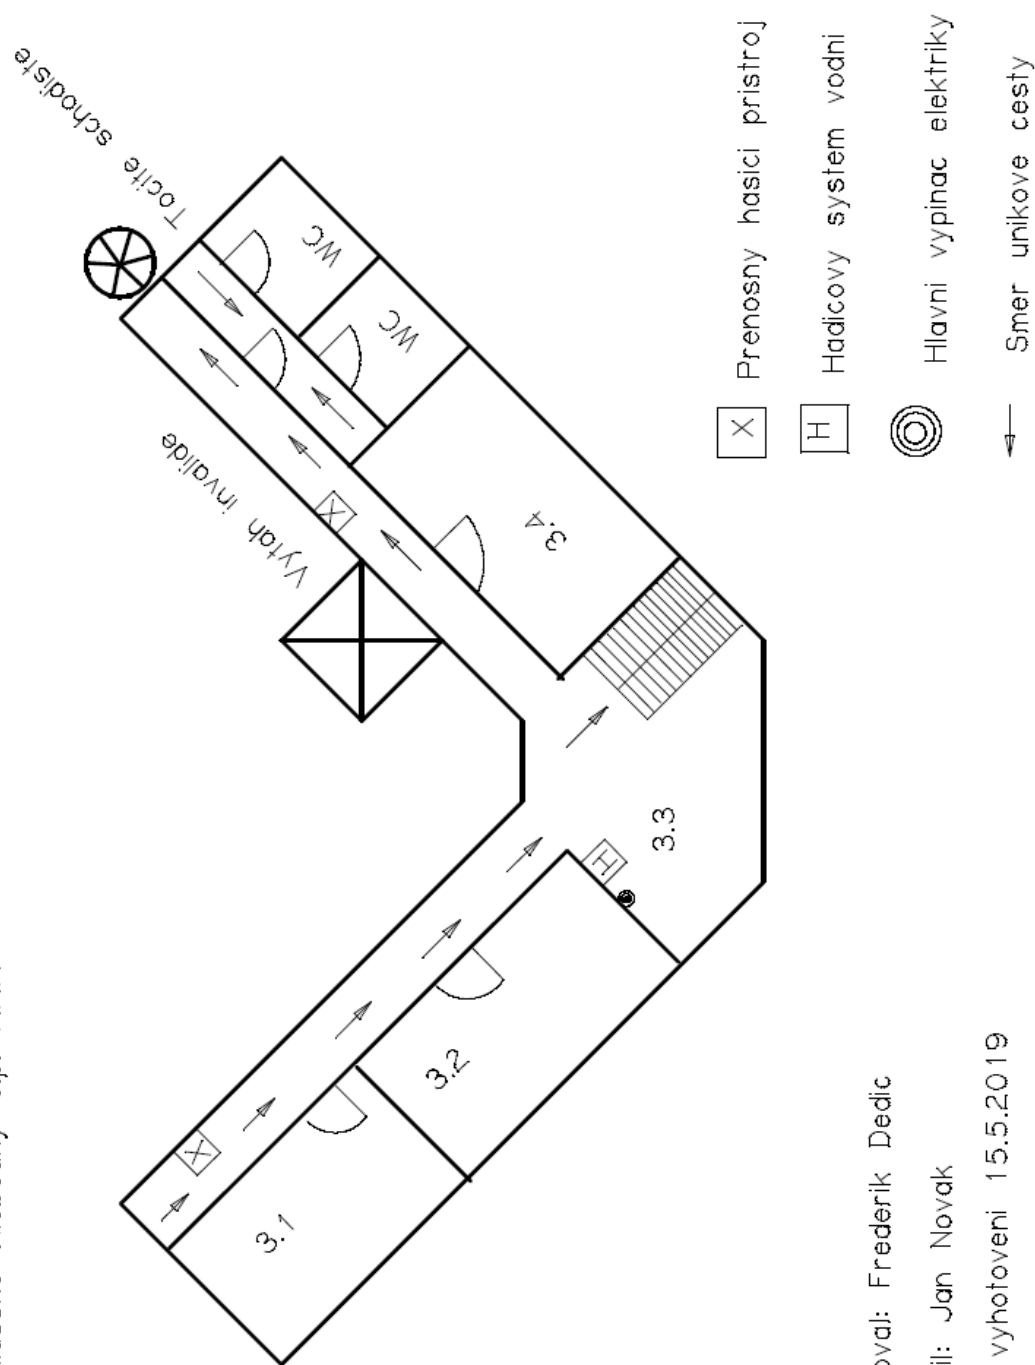 Tocite schodiste
WC
WC
Vytah invalide
X
3.4
3.3
H
3.2
3.1
X
X Prenosny hasici pristroj
H Hadicovy system vodni
Hlavni vypinac elektriky
Smer unikove cesty
Frederik Dedic
Jan Novak
vyhotoveni 15.5.2019